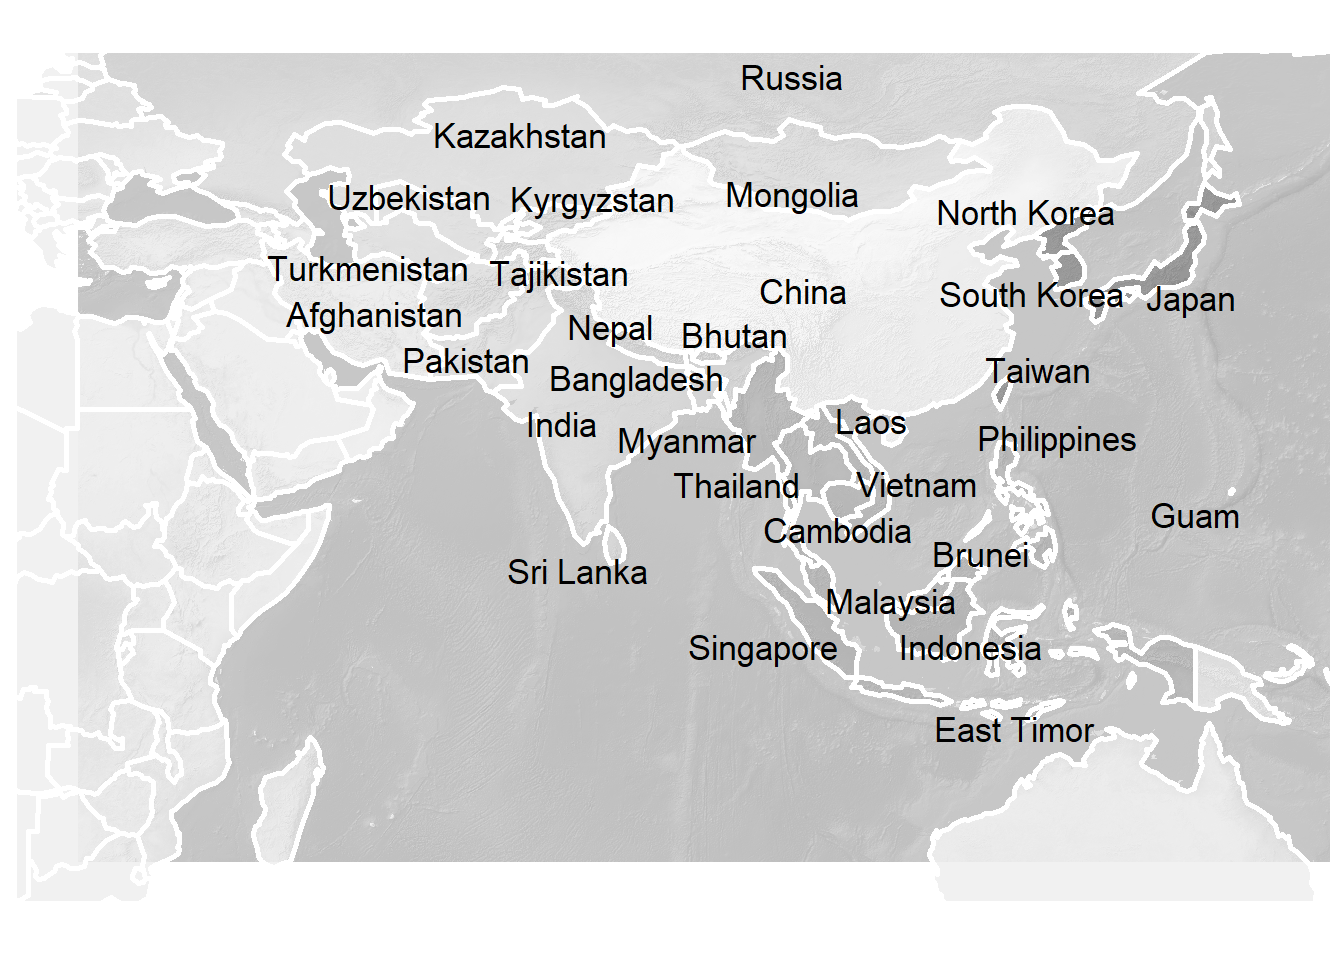 Russia
Kazakhstan
Uzbekistan
Kyrgyzstan
Mongolia
North Korea
Turkmenistan
Tajikistan
China
South Korea
Japan
Afghanistan
Nepal
Bhutan
Pakistan
Bangladesh
Taiwan
India
Myanmar
Laos
Philippines
Thailand
Vietnam
Guam
Cambodia
Brunei
Sri Lanka
Malaysia
Singapore
Indonesia
East Timor